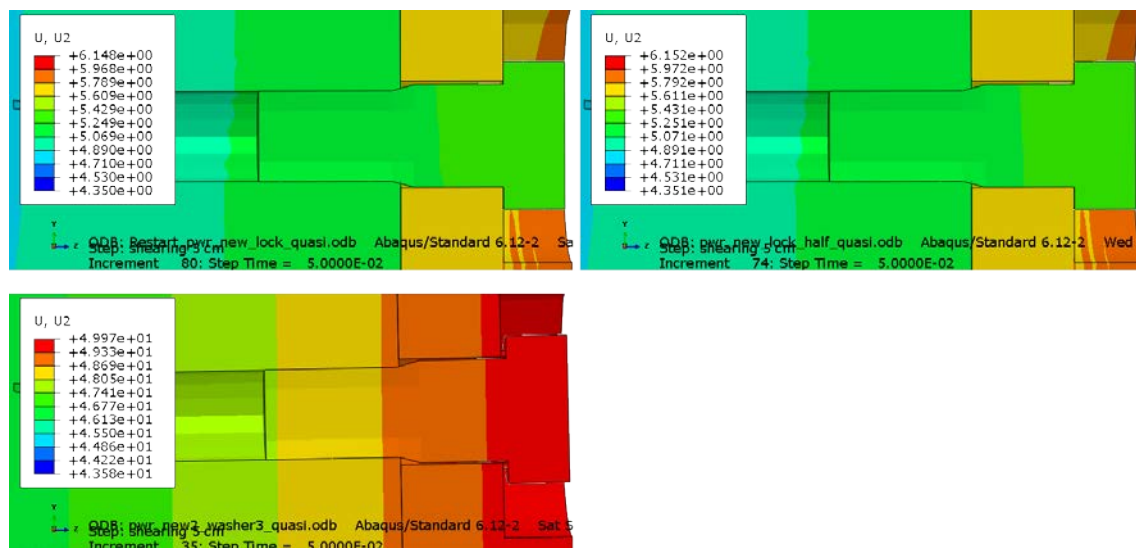 U, U2
+6.148e+00
+5.968e+00
+5.789e+00
+5.609e+00
+5.429e+00
+5.249e+00
+5.069e+00
+4.890e+00
+4.710e+00
+4.530e+00
+4.350e+00
Y
Z
ODB: Restart_pwr_new_lock_quasi.odb Abaqus/Standard 6.12-2 Sa
Step: shearing 5 cm
Increment 80: Step Time = 5.0000E-02
U, U2
+6.152e+00
+5.972e+00
+5.792e+00
+5.611e+00
+5.431e+00
+5.251e+00
+5.071e+00
+4.891e+00
+4.711e+00
+4.531e+00
+4.351e+00
Y
Z
ODB: pwr_new_lock_half_quasi.odb Abaqus/Standard 6.12-2 Wed
Step: shearing 5 cm
Increment 74: Step Time = 5.0000E-02
U, U2
+4.997e+01
+4.933e+01
+4.869e+01
+4.805e+01
+4.741e+01
+4.677e+01
+4.613e+01
+4.550e+01
+4.486e+01
+4.422e+01
+4.358e+01
Y
Z
ODB: pwr_new2_washer3_quasi.odb Abaqus/Standard 6.12-2 Sat S
Step: shearing 5 cm
Increment 35: Step Time = 5.0000E-02